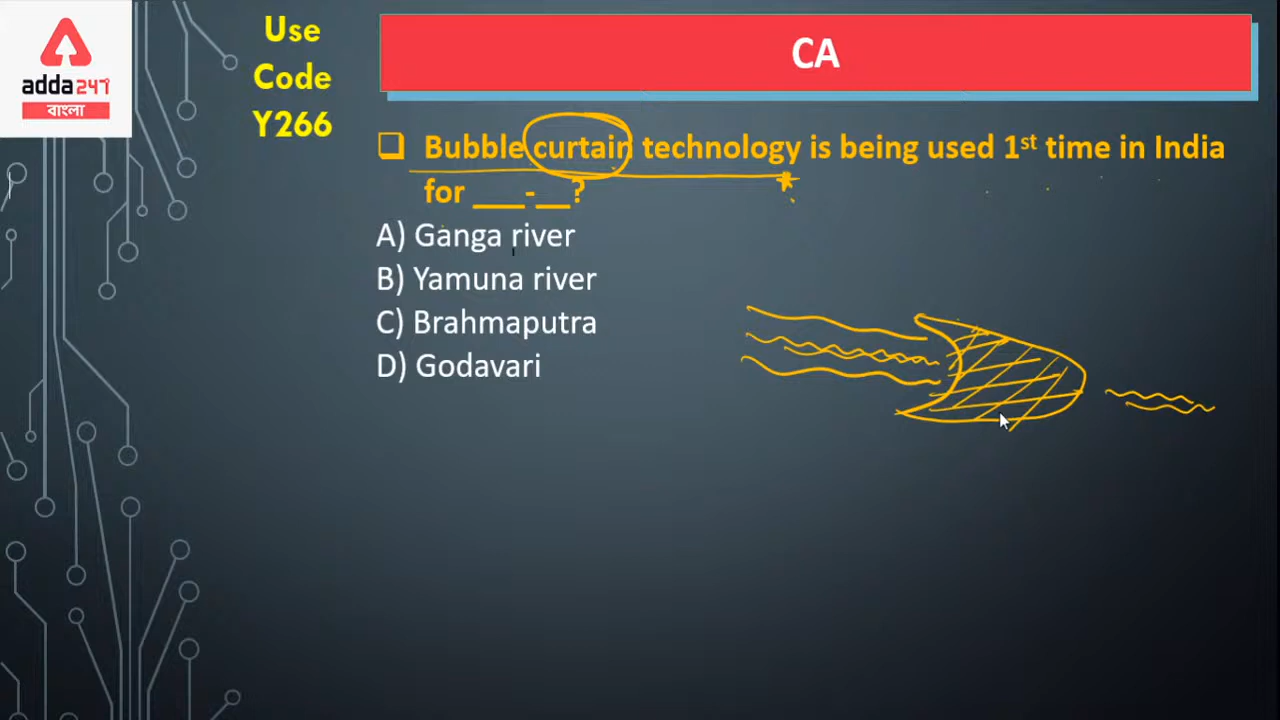 adda247
বাংলা
Use
Code
Y266
CA
❑ Bubble curtain technology is being used 1st time in India
for ____-__?
A) Ganga river
B) Yamuna river
C) Brahmaputra
D) Godavari